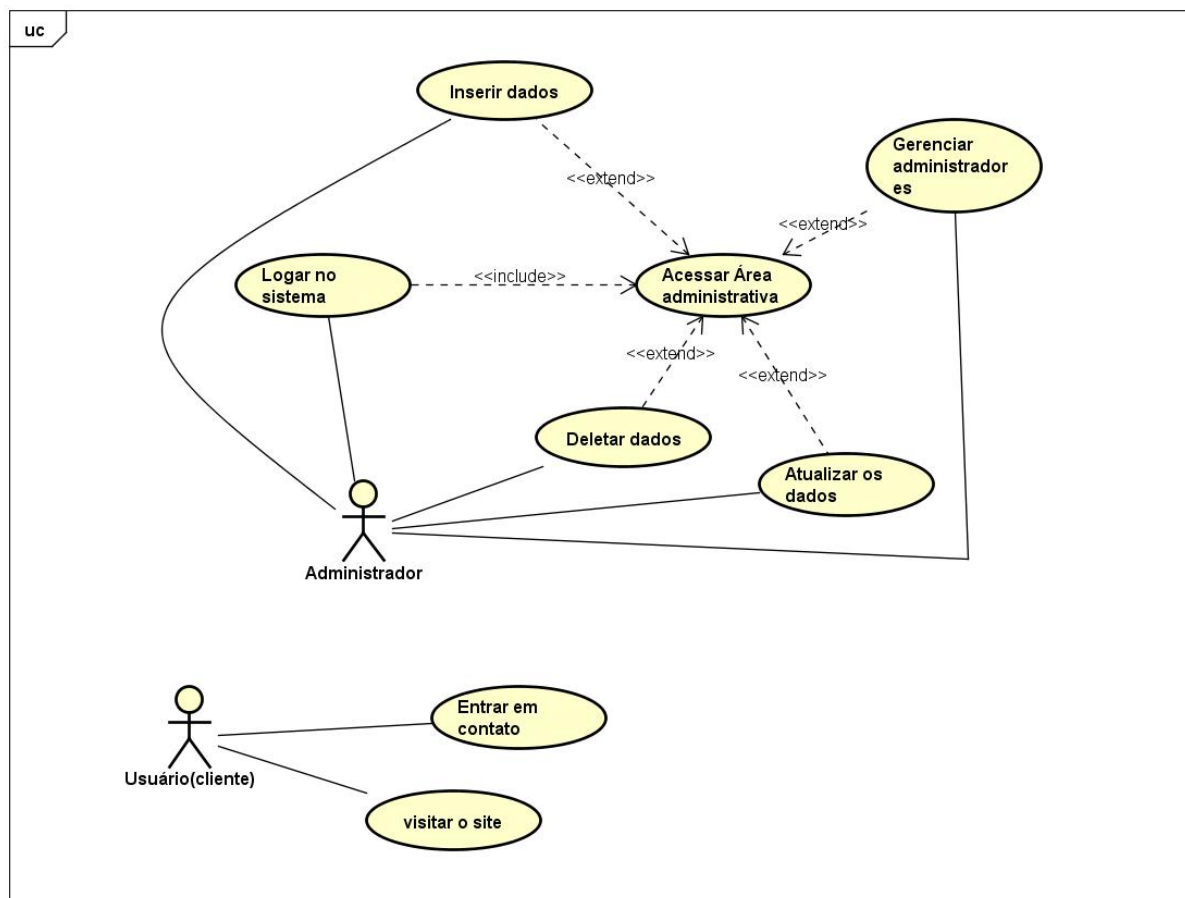 uc
Inserir dados
Gerenciar
administrador
es
<<extend>>
<<extend>>
Logar no
sistema
<<include>>
Acessar Área
administrativa
<<extend>>
<<extend>>
Deletar dados
Atualizar os
dados
Administrador
Entrar em
contato
Usuário(cliente)
visitar o site